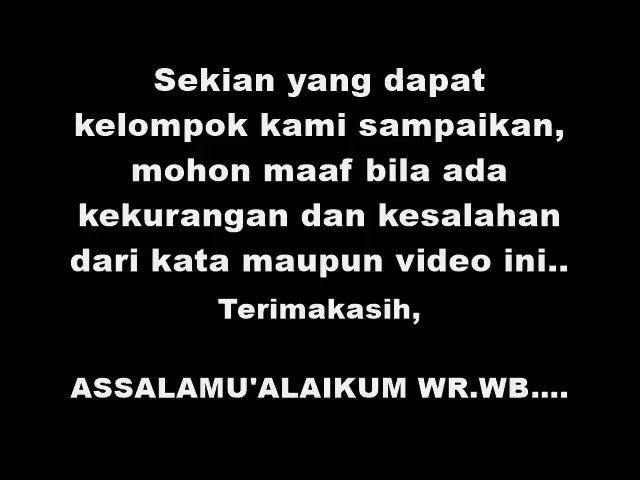 Sekian yang dapat
kelompok kami sampaikan,
mohon maaf bila ada
kekurangan dan kesalahan
dari kata maupun video ini..
Terimakasih,
ASSALAMU'ALAIKUM WR.WB....